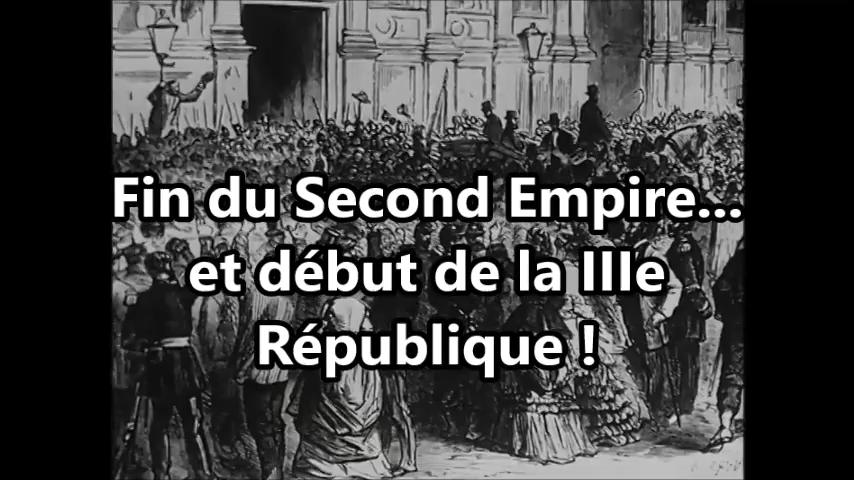 Fin du Second Empire...
et début de la IIIe
République !